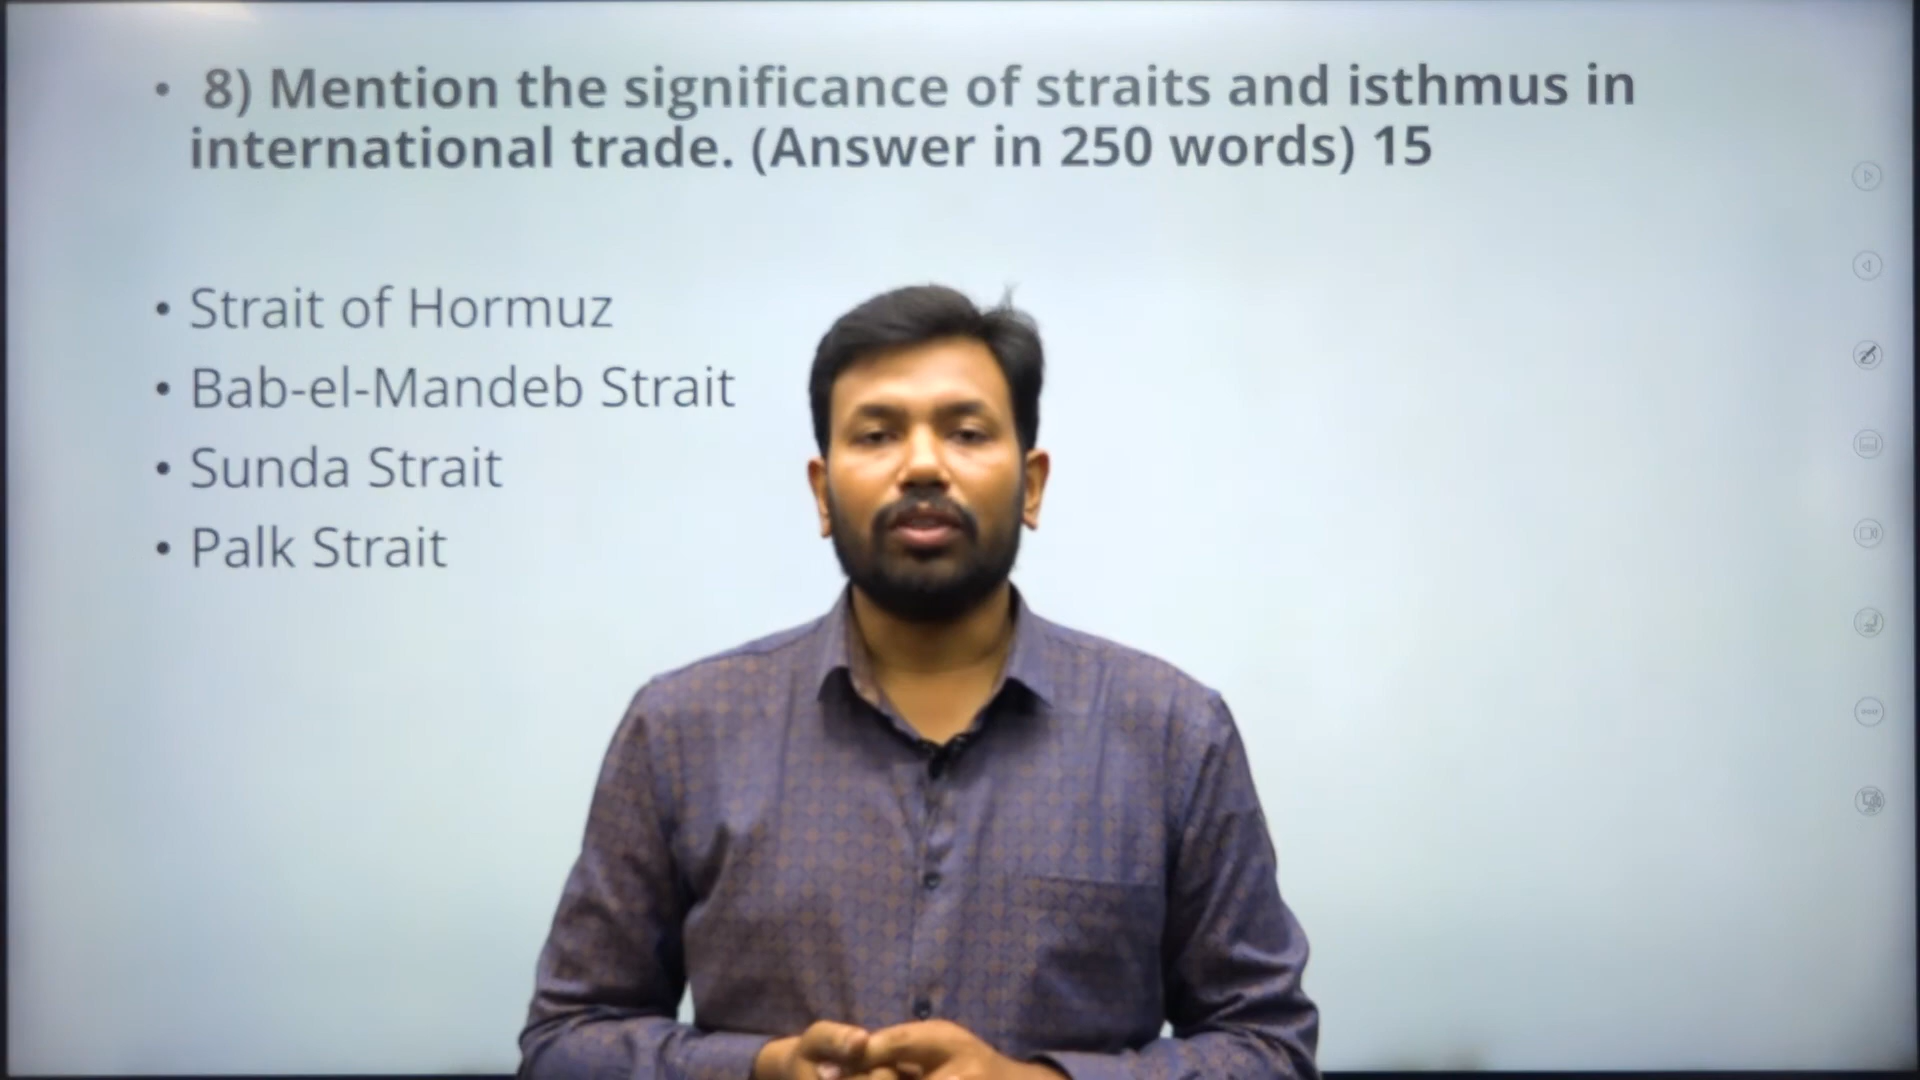 • 8) Mention the significance of straits and isthmus in
international trade. (Answer in 250 words) 15
• Strait of Hormuz
• Bab-el-Mandeb Strait
• Sunda Strait
• Palk Strait